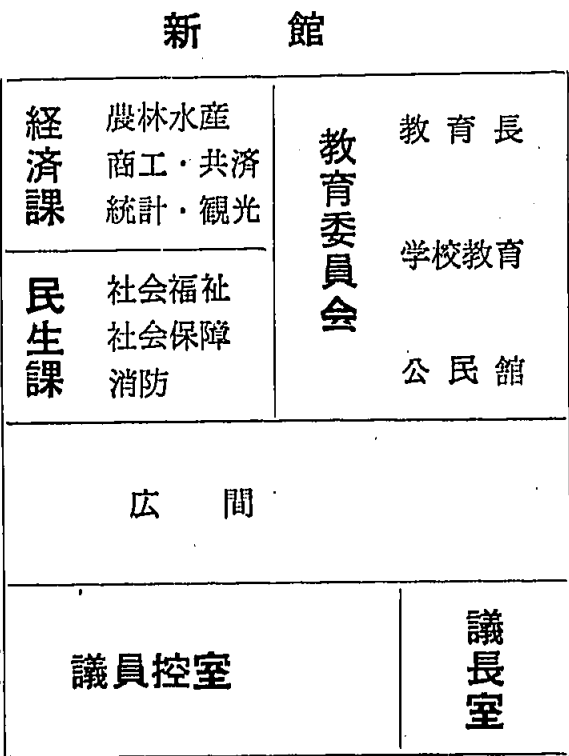 新館
経済課
農林水産
商工・共済
統計・観光
民生課
社会福祉
社会保障
消防
教育委員会
教育長
学校教育
公民館
広間
議員控室
議長室